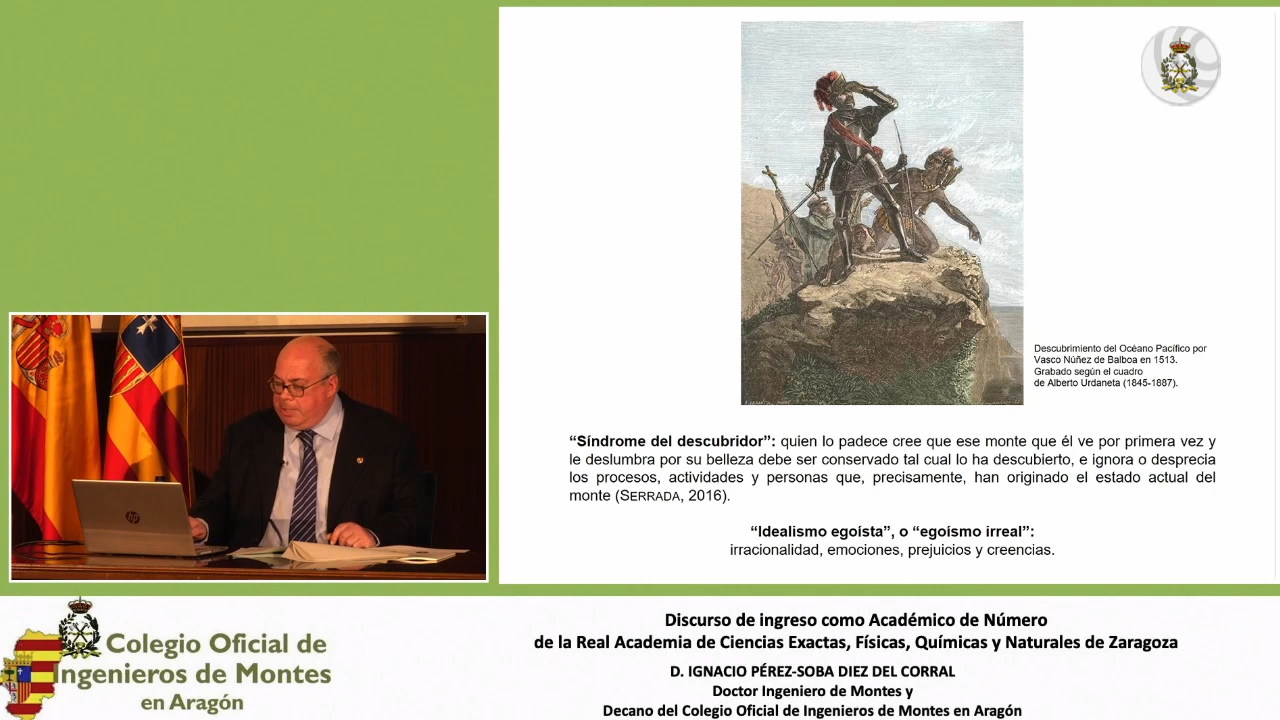 Descubrimiento del Océano Pacífico por
Vasco Núñez de Balboa en 1513.
Grabado según el cuadro
de Alberto Urdaneta (1845-1887).
“Síndrome del descubridor”: quien lo padece cree que ese monte que él ve por primera vez y
le deslumbra por su belleza debe ser conservado tal cual lo ha descubierto, e ignora o desprecia
los procesos, actividades y personas que, precisamente, han originado el estado actual del
monte (SERRADA, 2016).
“Idealismo egoísta”, o “egoísmo irreal”:
irracionalidad, emociones, prejuicios y creencias.
hp
Colegio Oficial de
Ingenieros de Montes
en Aragón
Discurso de ingreso como Académico de Número
de la Real Academia de Ciencias Exactas, Físicas, Químicas y Naturales de Zaragoza
D. IGNACIO PÉREZ-SOBA DIEZ DEL CORRAL
Doctor Ingeniero de Montes y
Decano del Colegio Oficial de Ingenieros de Montes en Aragón